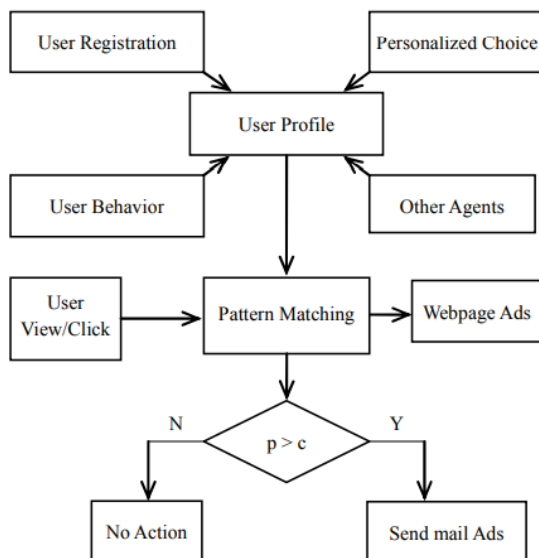 User Registration
Personalized Choice
User Profile
User Behavior
Other Agents
User
View/Click
Pattern Matching
Webpage Ads
N
p > c
Y
No Action
Send mail Ads